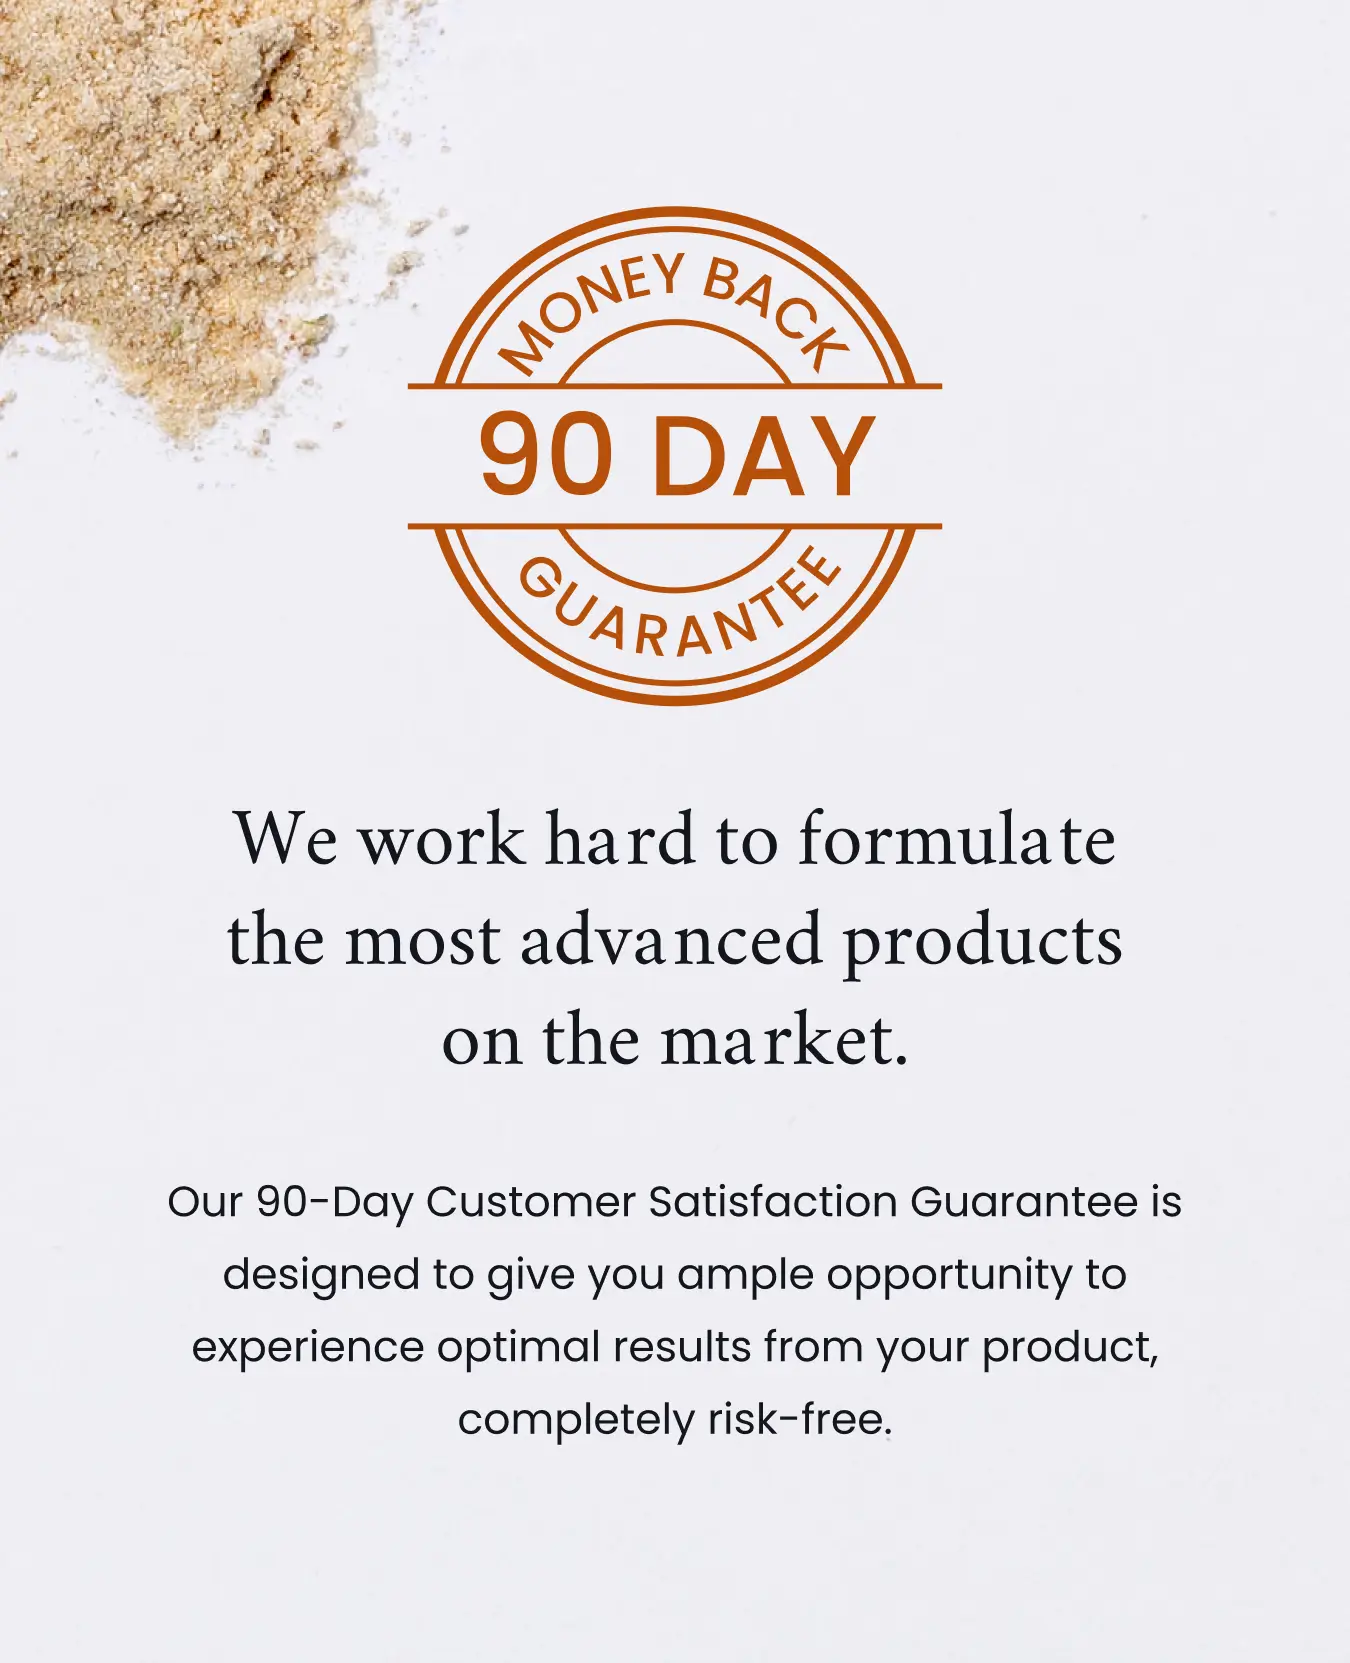 MONEY BACK
90 DAY
GUARANTEE
We work hard to formulate
the most advanced products
on the market.
Our 90-Day Customer Satisfaction Guarantee is
designed to give you ample opportunity to
experience optimal results from your product,
completely risk-free.